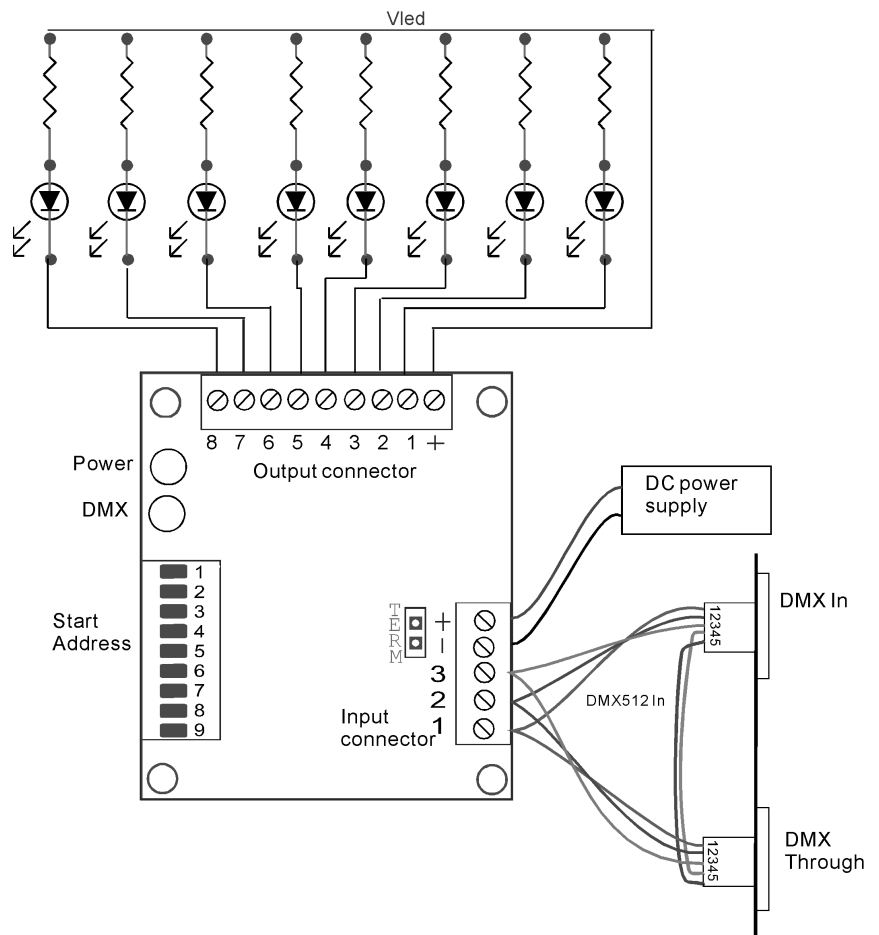 Vled
8 7 6 5 4 3 2 1 +
Output connector
Power
DMX
DC power
supply
1
2
3
4
5
6
7
8
9
Start
Address
TERM
+
−
3
2
1
Input
connector
DMX512 In
12345
DMX In
12345
DMX
Through